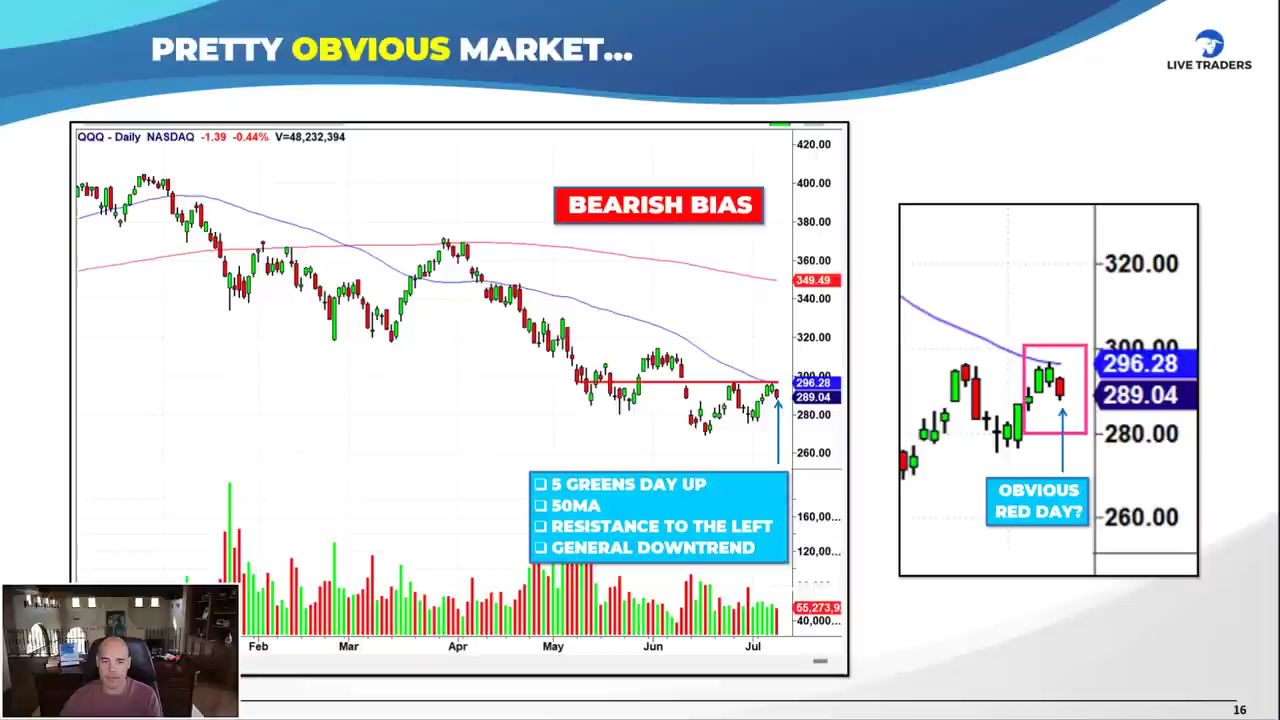 PRETTY OBVIOUS MARKET...
LIVE TRADERS
QQQ - Daily NASDAQ -1.39 -0.44% V=48,232,394
420.00
400.00
380.00
360.00
349.49
340.00
320.00
300.00
296.28
289.04
280.00
260.00
160,00...
120,00...
55,273,9
40,000...
BEARISH BIAS
5 GREENS DAY UP
50MA
RESISTANCE TO THE LEFT
GENERAL DOWNTREND
Feb Mar Apr May Jun Jul
320.00
300.00
296.28
289.04
280.00
260.00
OBVIOUS
RED DAY?
16